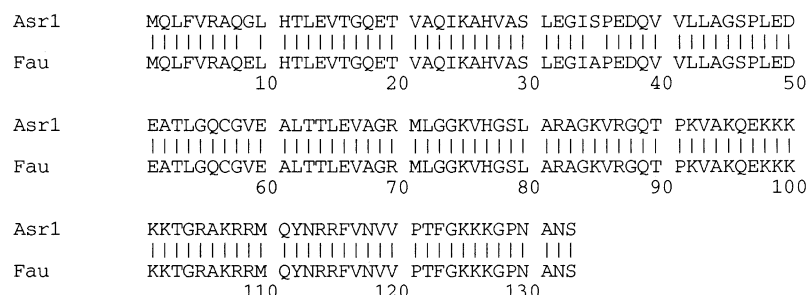 Asr1 MQLFVRAQGL HTLEVTGQET VAQIKAHVAS LEGISPEDQV VLLAGSPLED
| | | | | | | | | | | | | | | | | | | | | | | | | | | | | | | | | | | | | | | | | | | | | | | |
Fau MQLFVRAQEL HTLEVTGQET VAQIKAHVAS LEGIAPEDQV VLLAGSPLED
10 20 30 40 50
Asr1 EATLGQCGVE ALTTLEVAGR MLGGKVHGSL ARAGKVRGQT PKVAKQEKKK
| | | | | | | | | | | | | | | | | | | | | | | | | | | | | | | | | | | | | | | | | | | | | | | | | |
Fau EATLGQCGVE ALTTLEVAGR MLGGKVHGSL ARAGKVRGQT PKVAKQEKKK
60 70 80 90 100
Asr1 KKTGRAKRRM QYNRRFVNVV PTFGKKKGPN ANS
| | | | | | | | | | | | | | | | | | | | | | | | | | | | | | | | |
Fau KKTGRAKRRM QYNRRFVNVV PTFGKKKGPN ANS
110 120 130